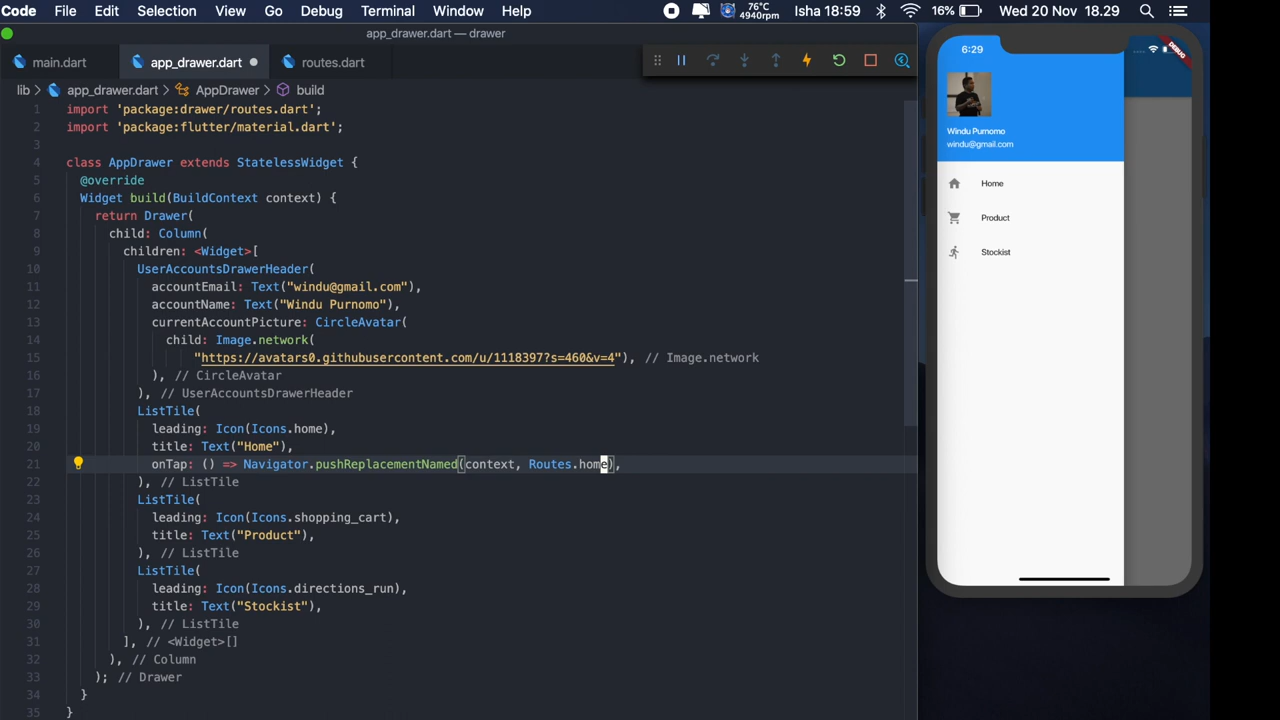 Code File Edit Selection View Go Debug Terminal Window Help 76°C 4940rpm Isha 18:59 16% Wed 20 Nov 18.29
app_drawer.dart — drawer
main.dart app_drawer.dart routes.dart
lib > app_drawer.dart > AppDrawer > build
1 import 'package:drawer/routes.dart';
2 import 'package:flutter/material.dart';
3
4 class AppDrawer extends StatelessWidget {
5 @override
6 Widget build(BuildContext context) {
7 return Drawer(
8 child: Column(
9 children: <Widget>[
10 UserAccountsDrawerHeader(
11 accountEmail: Text("windu@gmail.com"),
12 accountName: Text("Windu Purnomo"),
13 currentAccountPicture: CircleAvatar(
14 child: Image.network(
15 "https://avatars0.githubusercontent.com/u/1118397?s=460&v=4"), // Image.network
16 ), // CircleAvatar
17 ), // UserAccountsDrawerHeader
18 ListTile(
19 leading: Icon(Icons.home),
20 title: Text("Home"),
21 onTap: () => Navigator.pushReplacementNamed(context, Routes.home),
22 ), // ListTile
23 ListTile(
24 leading: Icon(Icons.shopping_cart),
25 title: Text("Product"),
26 ), // ListTile
27 ListTile(
28 leading: Icon(Icons.directions_run),
29 title: Text("Stockist"),
30 ), // ListTile
31 ], // <Widget>[]
32 ), // Column
33 ); // Drawer
34 }
35 }
6:29
DEBUG
Windu Purnomo
windu@gmail.com
Home
Product
Stockist